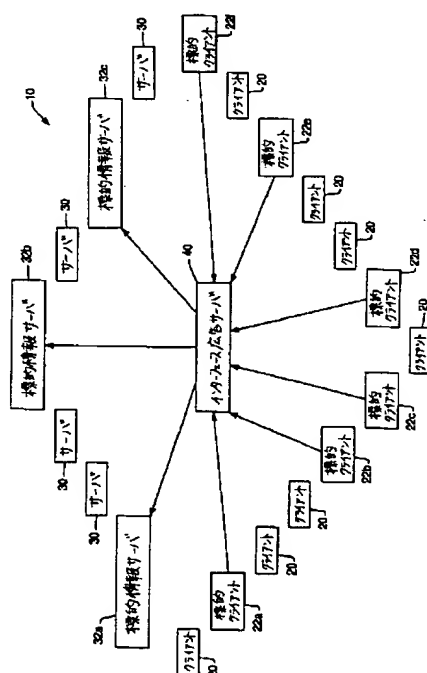 10
32b
標的情報サーバ
30
サーバ
30
サーバ
32c
標的情報サーバ
30
サーバ
30
サーバ
32a
標的情報サーバ
40
インターフェース/広告サーバ
クライアント
20
標的
クライアント
22a
クライアント
20
クライアント
20
標的
クライアント
22b
標的
クライアント
22c
クライアント
20
標的
クライアント
22d
クライアント
20
クライアント
20
標的
クライアント
22e
クライアント
20
標的
クライアント
22f